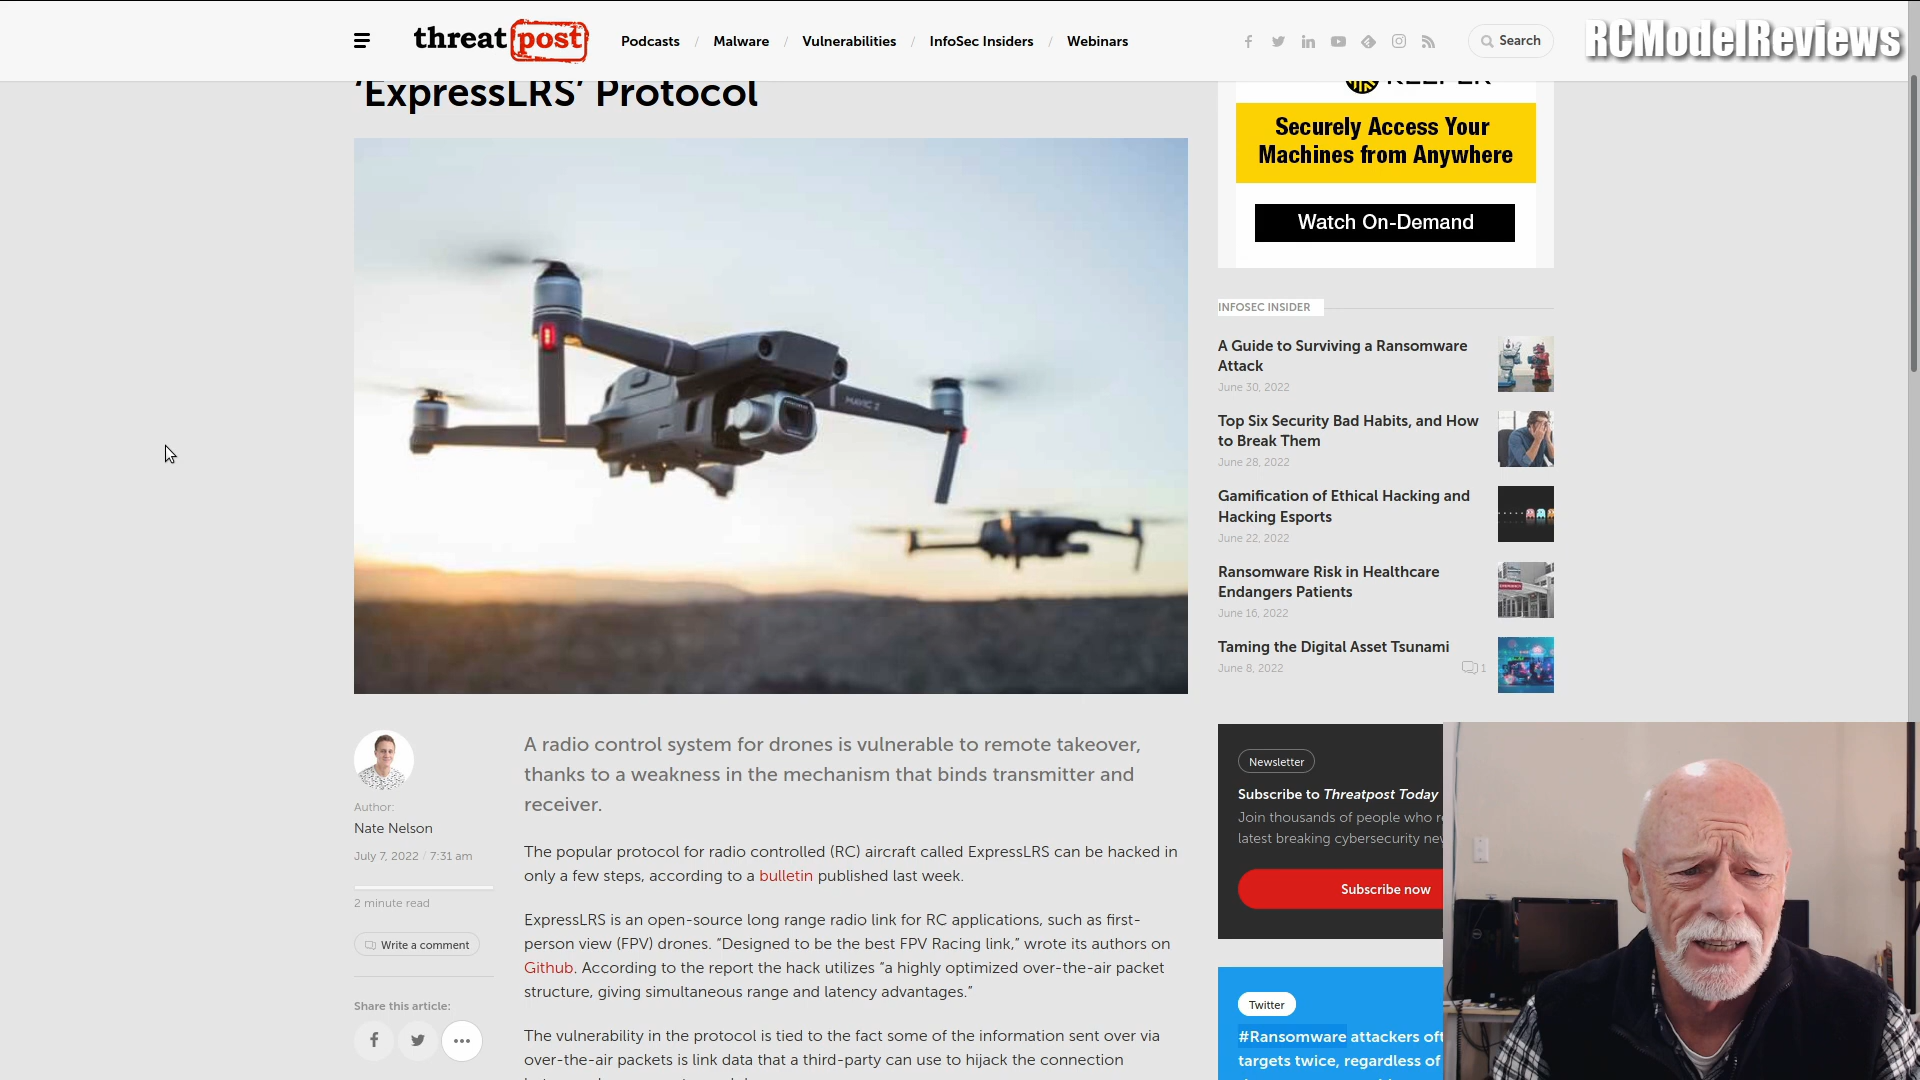 threatpost
Podcasts / Malware / Vulnerabilities / InfoSec Insiders / Webinars
Search
RCModelReviews
'ExpressLRS' Protocol
KEEPER
Securely Access Your
Machines from Anywhere
Watch On-Demand
INFOSEC INSIDER
A Guide to Surviving a Ransomware
Attack
June 30, 2022
Top Six Security Bad Habits, and How
to Break Them
June 28, 2022
Gamification of Ethical Hacking and
Hacking Esports
June 22, 2022
Ransomware Risk in Healthcare
Endangers Patients
June 16, 2022
Taming the Digital Asset Tsunami
June 8, 2022
1
MAVIC 2
Author:
Nate Nelson
July 7, 2022 / 7:31 am
2 minute read
Write a comment
Share this article:
A radio control system for drones is vulnerable to remote takeover,
thanks to a weakness in the mechanism that binds transmitter and
receiver.
The popular protocol for radio controlled (RC) aircraft called ExpressLRS can be hacked in
only a few steps, according to a bulletin published last week.
ExpressLRS is an open-source long range radio link for RC applications, such as first-
person view (FPV) drones. “Designed to be the best FPV Racing link,” wrote its authors on
Github. According to the report the hack utilizes “a highly optimized over-the-air packet
structure, giving simultaneous range and latency advantages.”
The vulnerability in the protocol is tied to the fact some of the information sent over via
over-the-air packets is link data that a third-party can use to hijack the connection
Newsletter
Subscribe to Threatpost Today
Join thousands of people who
latest breaking cybersecurity
Subscribe now
Twitter
#Ransomware attackers
targets twice, regardless of